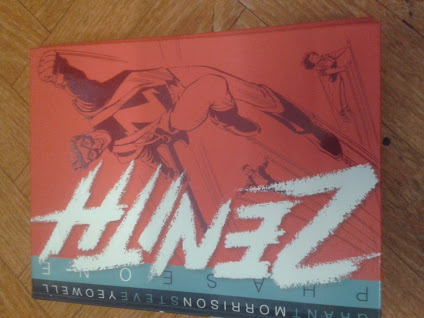 ZENITH
PHASE ONE
GRANT MORRISON STEVE YEOWELL